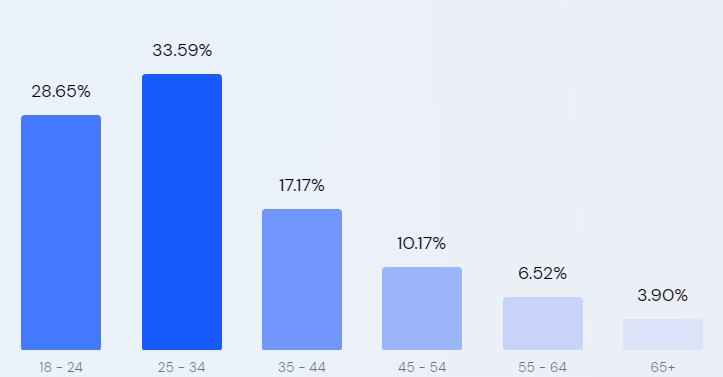 33.59%
28.65%
17.17%
10.17%
6.52%
3.90%
18 - 24
25 - 34
35 - 44
45 - 54
55 - 64
65+